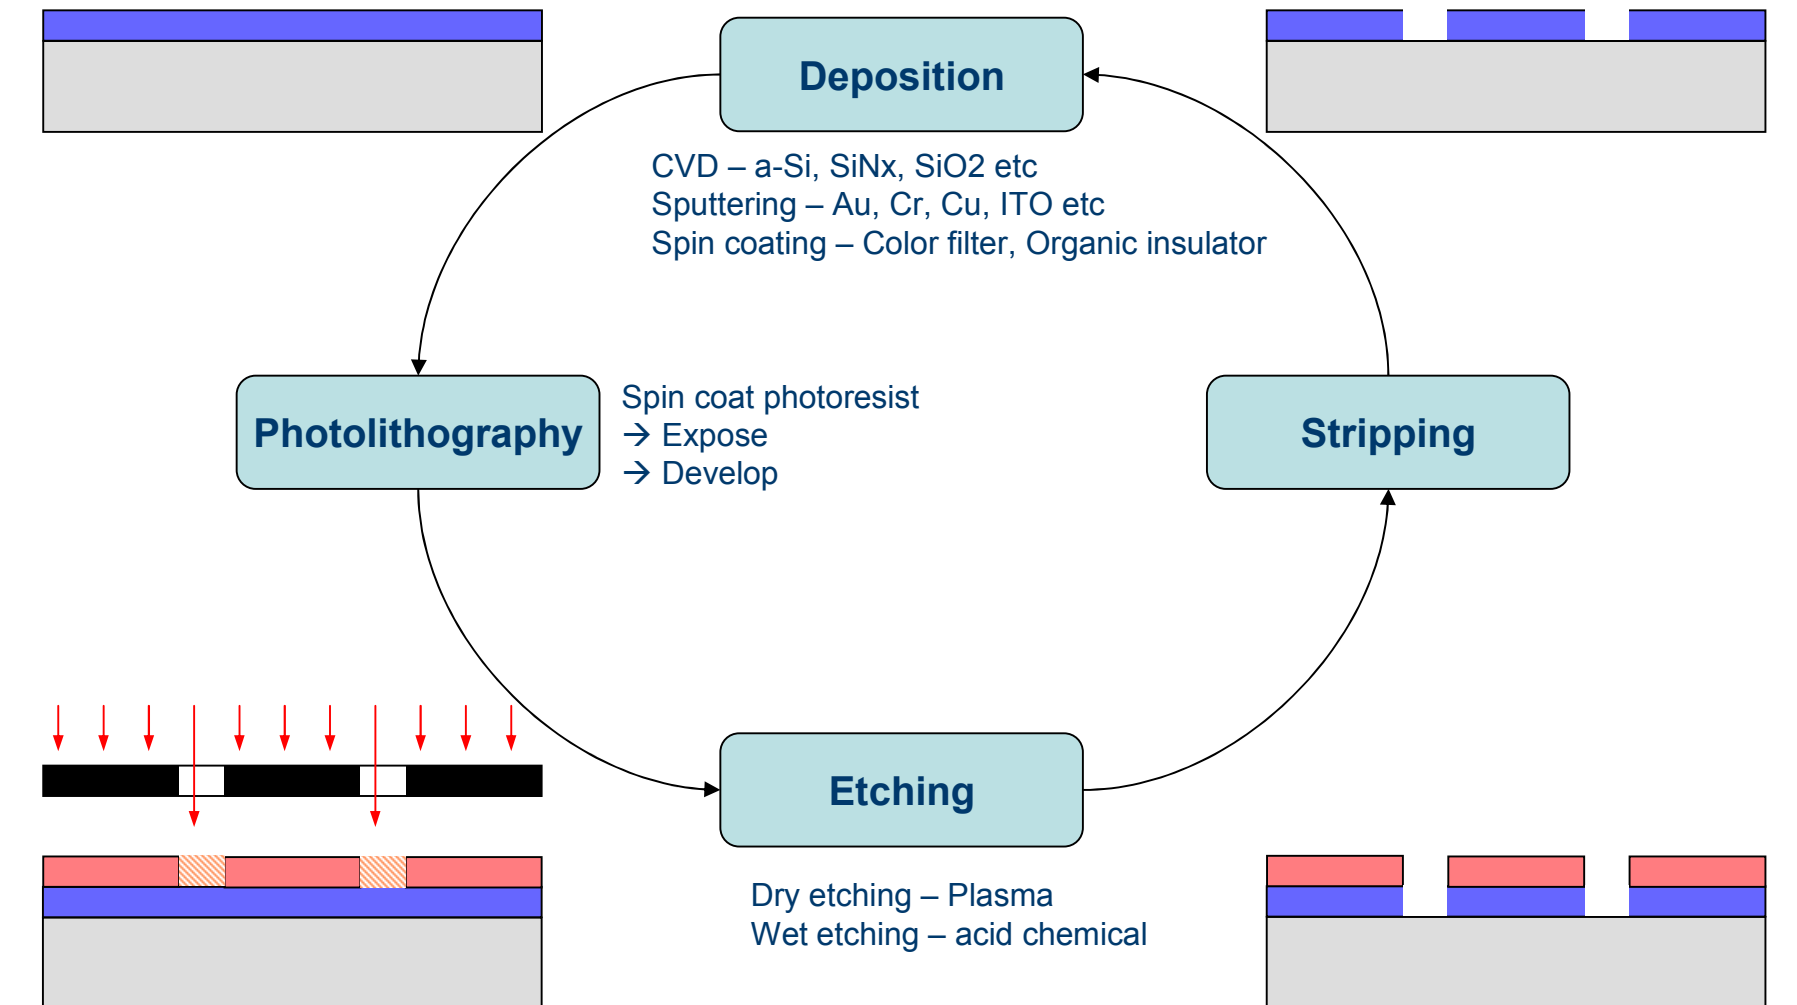 Deposition
CVD – a-Si, SiNx, SiO2 etc
Sputtering – Au, Cr, Cu, ITO etc
Spin coating – Color filter, Organic insulator
Photolithography
Spin coat photoresist
→ Expose
→ Develop
Stripping
Etching
Dry etching – Plasma
Wet etching – acid chemical